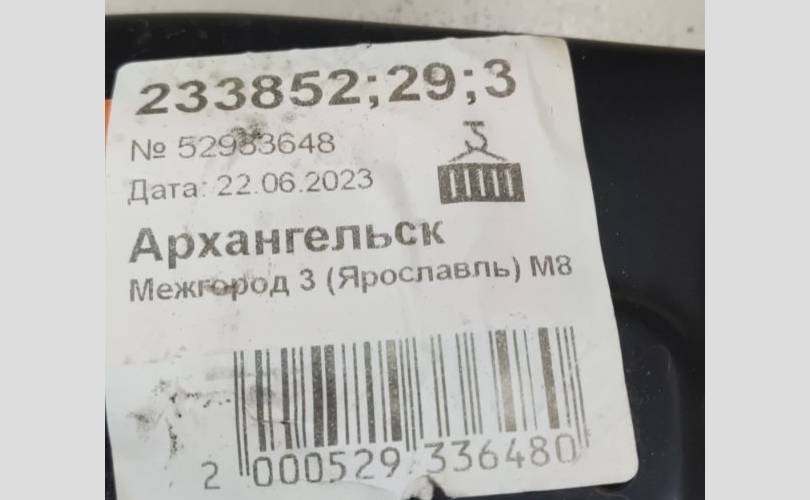 233852;29;3
№ 52933648
Дата: 22.06.2023
Архангельск
Межгород 3 (Ярославль) М8
2 000529 336480